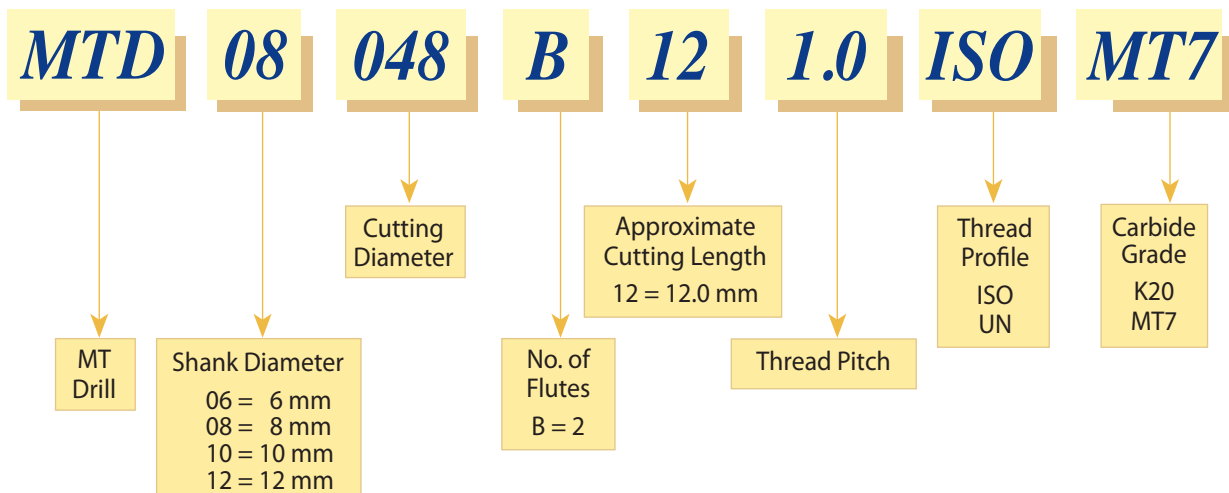 MTD 08 048 B 12 1.0 ISO MT7
Cutting
Diameter
Approximate
Cutting Length
12 = 12.0 mm
Thread
Profile
ISO
UN
Carbide
Grade
K20
MT7
MT
Drill
Shank Diameter
06 = 6 mm
08 = 8 mm
10 = 10 mm
12 = 12 mm
No. of
Flutes
B = 2
Thread Pitch